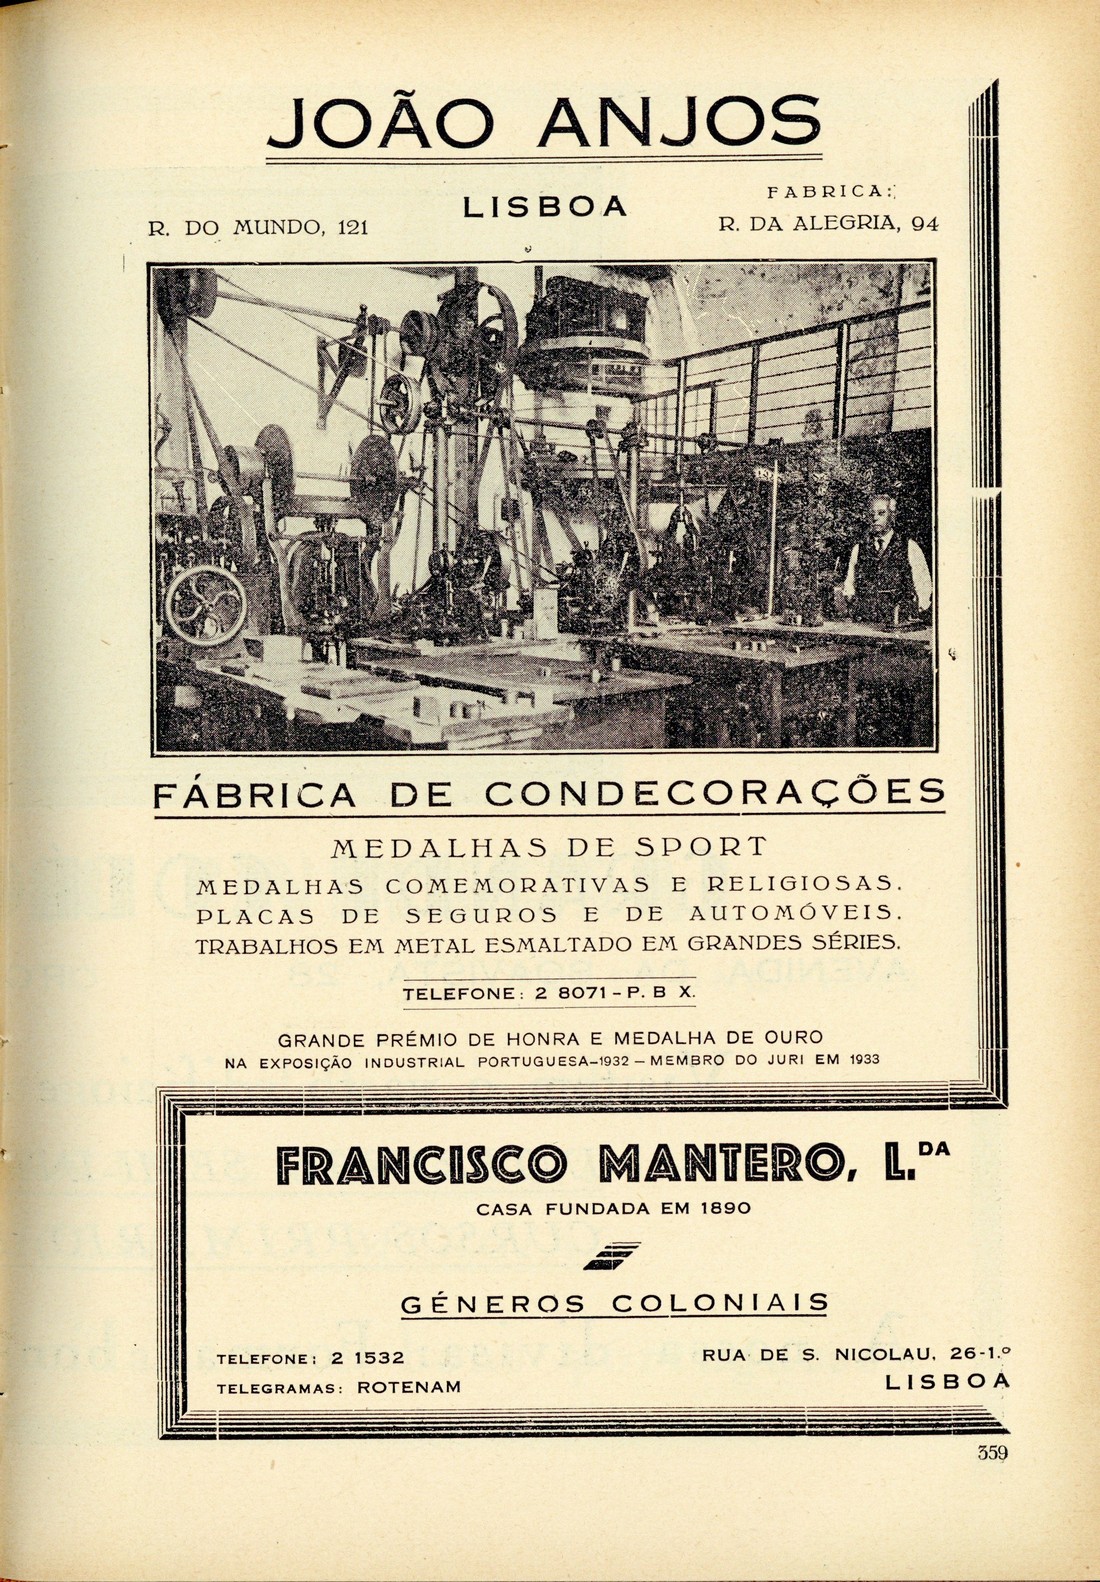 JOÃO ANJOS
LISBOA
R. DO MUNDO, 121
FABRICA:
R. DA ALEGRIA, 94
FÁBRICA DE CONDECORAÇÕES
MEDALHAS DE SPORT
MEDALHAS COMEMORATIVAS E RELIGIOSAS.
PLACAS DE SEGUROS E DE AUTOMÓVEIS.
TRABALHOS EM METAL ESMALTADO EM GRANDES SÉRIES.
TELEFONE: 2 8071 - P. B X.
GRANDE PRÉMIO DE HONRA E MEDALHA DE OURO
NA EXPOSIÇÃO INDUSTRIAL PORTUGUESA-1932 — MEMBRO DO JURI EM 1933
FRANCISCO MANTERO, L.DA
CASA FUNDADA EM 1890
GÉNEROS COLONIAIS
TELEFONE: 2 1532
TELEGRAMAS: ROTENAM
RUA DE S. NICOLAU, 26-1.º
LISBOA
359